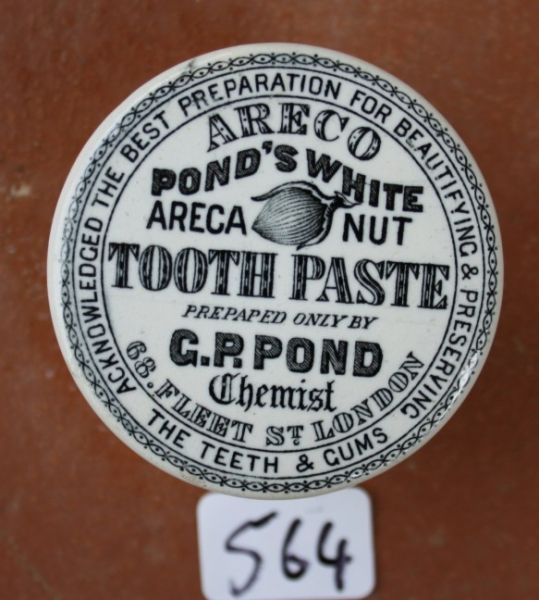 ACKNOWLEDGED THE BEST PREPARATION FOR BEAUTIFYING & PRESERVING
THE TEETH & GUMS
ARECO
POND'S WHITE
ARECA NUT
TOOTH PASTE
PREPAPED ONLY BY
G.P. POND
Chemist
68. FLEET ST. LONDON
564